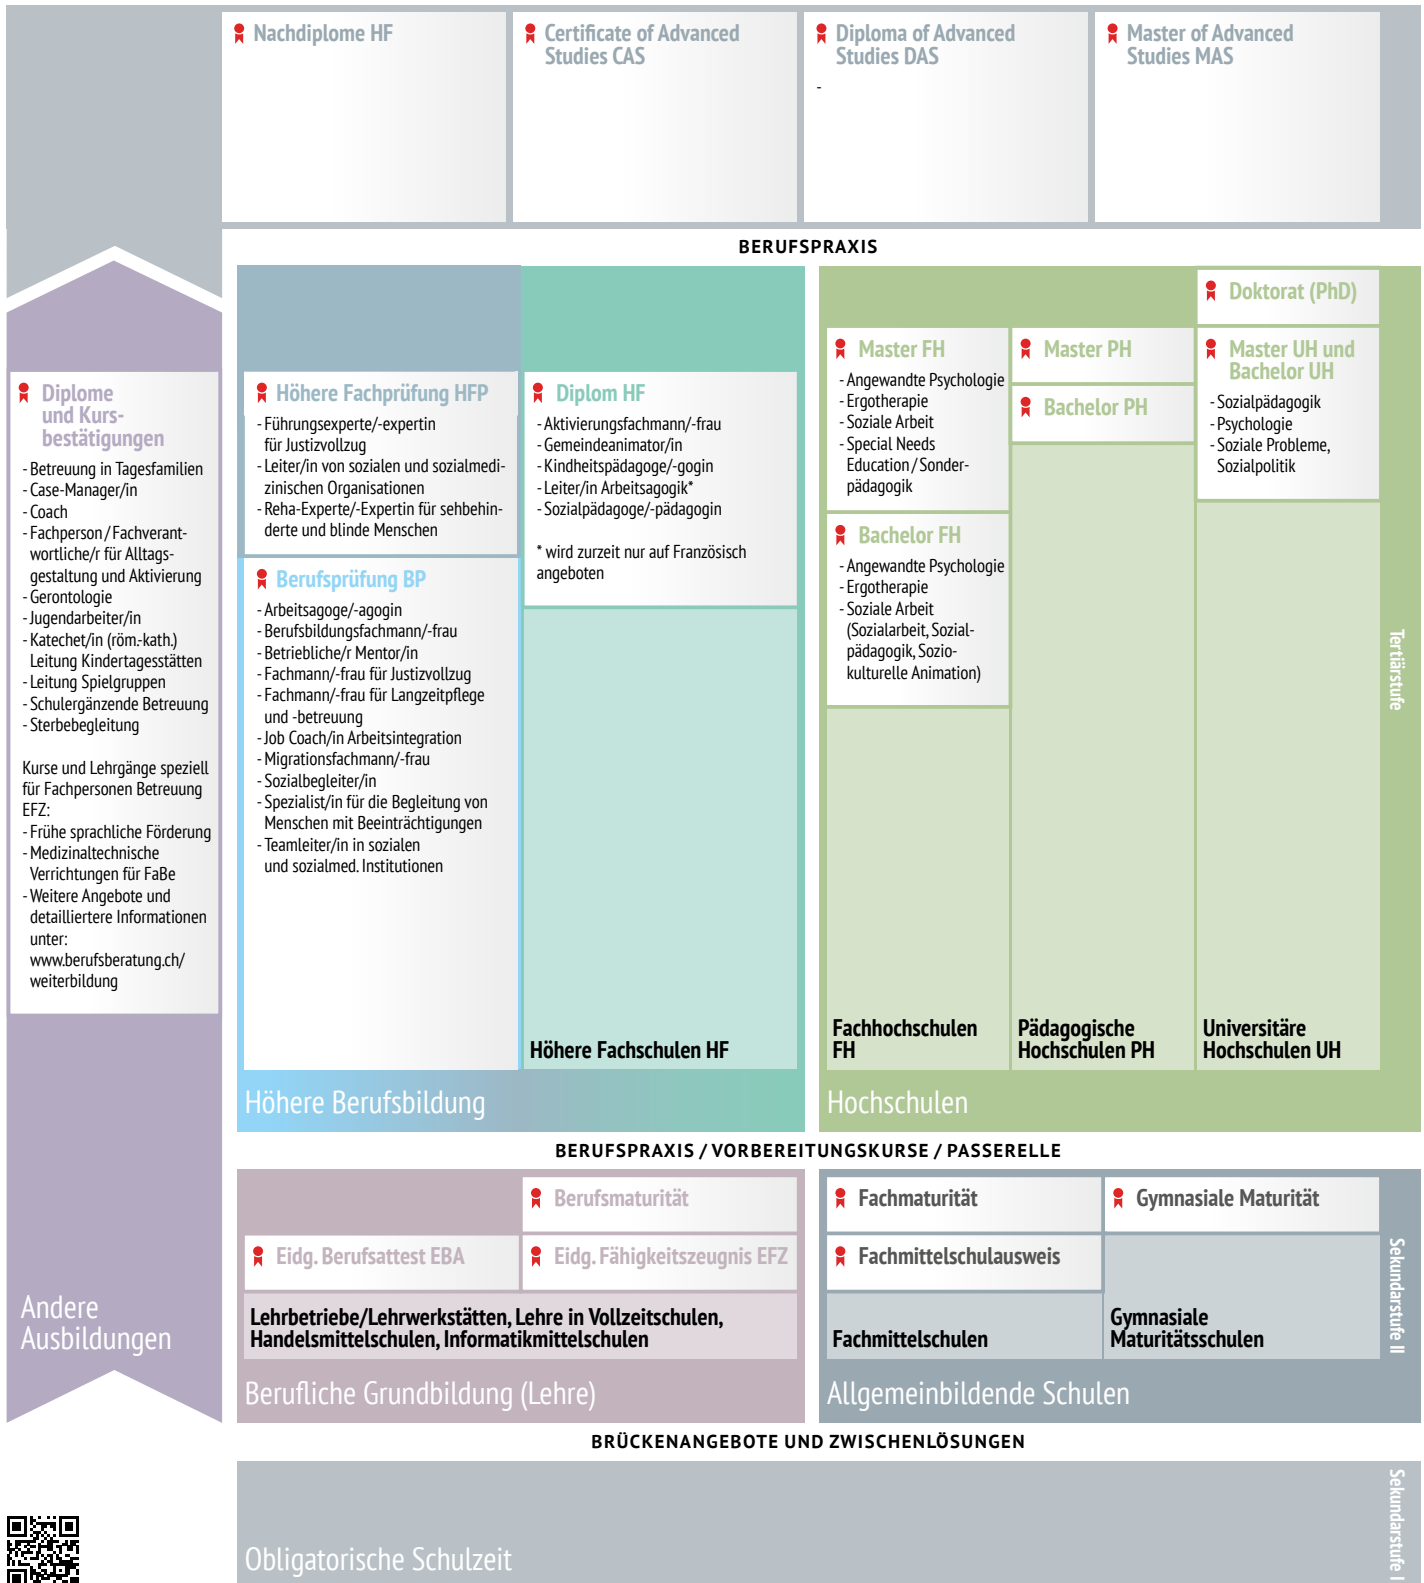 Nachdiplome HF
Certificate of Advanced
Studies CAS
Diploma of Advanced
Studies DAS
-
Master of Advanced
Studies MAS
BERUFSPRAXIS
Diplome
und Kurs-
bestätigungen
- Betreuung in Tagesfamilien
- Case-Manager/in
- Coach
- Fachperson / Fachverant-
wortliche/r für Alltags-
gestaltung und Aktivierung
- Gerontologie
- Jugendarbeiter/in
- Katechet/in (röm.-kath.)
Leitung Kindertagesstätten
- Leitung Spielgruppen
- Schulergänzende Betreuung
- Sterbebegleitung
Kurse und Lehrgänge speziell
für Fachpersonen Betreuung
EFZ:
- Frühe sprachliche Förderung
- Medizinaltechnische
Verrichtungen für FaBe
- Weitere Angebote und
detailliertere Informationen
unter:
www.berufsberatung.ch/
weiterbildung
Andere
Ausbildungen
Höhere Fachprüfung HFP
- Führungsexperte/-expertin
für Justizvollzug
- Leiter/in von sozialen und sozialmedi-
zinischen Organisationen
- Reha-Experte/-Expertin für sehbehin-
derte und blinde Menschen
Berufsprüfung BP
- Arbeitsagoge/-agogin
- Berufsbildungsfachmann/-frau
- Betriebliche/r Mentor/in
- Fachmann/-frau für Justizvollzug
- Fachmann/-frau für Langzeitpflege
und -betreuung
- Job Coach/in Arbeitsintegration
- Migrationsfachmann/-frau
- Sozialbegleiter/in
- Spezialist/in für die Begleitung von
Menschen mit Beeinträchtigungen
- Teamleiter/in in sozialen
und sozialmed. Institutionen
Diplom HF
- Aktivierungsfachmann/-frau
- Gemeindeanimator/in
- Kindheitspädagoge/-gogin
- Leiter/in Arbeitsagogik*
- Sozialpädagoge/-pädagogin
* wird zurzeit nur auf Französisch
angeboten
Höhere Fachschulen HF
Höhere Berufsbildung
Master FH
- Angewandte Psychologie
- Ergotherapie
- Soziale Arbeit
- Special Needs
Education / Sonder-
pädagogik
Bachelor FH
- Angewandte Psychologie
- Ergotherapie
- Soziale Arbeit
(Sozialarbeit, Sozial-
pädagogik, Sozio-
kulturelle Animation)
Fachhochschulen
FH
Master PH
Bachelor PH
Pädagogische
Hochschulen PH
Doktorat (PhD)
Master UH und
Bachelor UH
- Sozialpädagogik
- Psychologie
- Soziale Probleme,
Sozialpolitik
Universitäre
Hochschulen UH
Hochschulen
Tertiärstufe
BERUFSPRAXIS / VORBEREITUNGSKURSE / PASSERELLE
Berufsmaturität
Eidg. Berufsattest EBA
Eidg. Fähigkeitszeugnis EFZ
Lehrbetriebe/Lehrwerkstätten, Lehre in Vollzeitschulen,
Handelsmittelschulen, Informatikmittelschulen
Berufliche Grundbildung (Lehre)
Fachmaturität
Gymnasiale Maturität
Fachmittelschulausweis
Fachmittelschulen
Gymnasiale
Maturitätsschulen
Allgemeinbildende Schulen
Sekundarstufe II
BRÜCKENANGEBOTE UND ZWISCHENLÖSUNGEN
Obligatorische Schulzeit
Sekundarstufe I